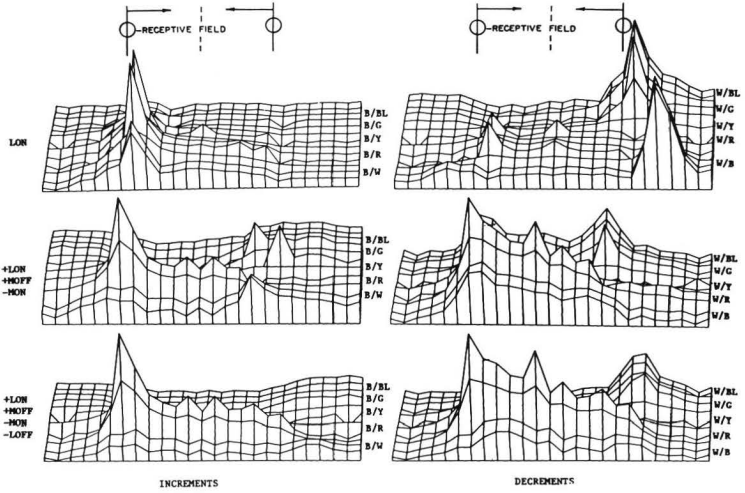 -RECEPTIVE FIELD
-RECEPTIVE FIELD
LON
B/BL
B/G
B/Y
B/R
B/W
W/BL
W/G
W/Y
W/R
W/B
+LON
+MOFF
-MON
B/BL
B/G
B/Y
B/R
B/W
W/BL
W/G
W/Y
W/R
W/B
+LON
+MOFF
-MON
-LOFF
B/BL
B/G
B/Y
B/R
B/W
W/BL
W/G
W/Y
W/R
W/B
INCREMENTS
DECREMENTS